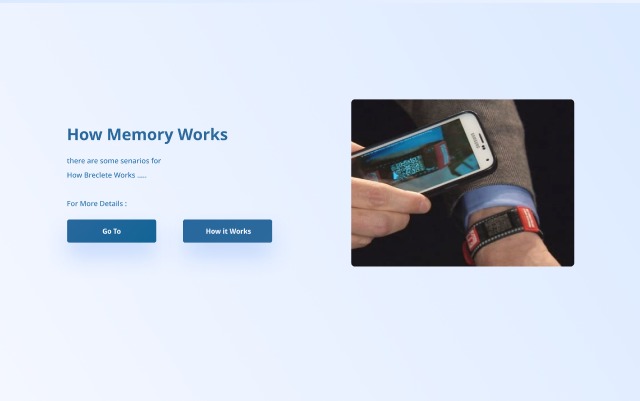 How Memory Works
there are some senarios for
How Breclete Works .....
For More Details :
Go To
How it Works